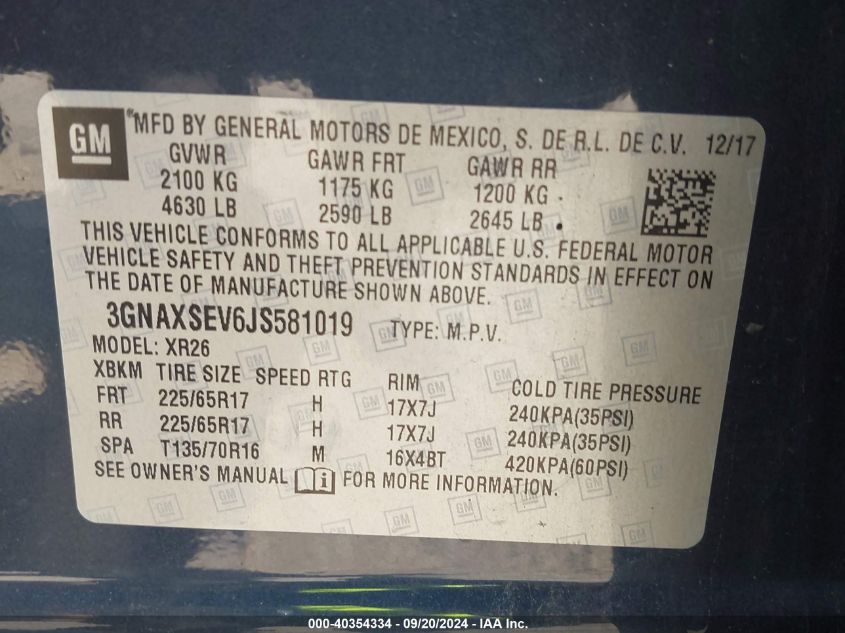 GM
®MFD BY GENERAL MOTORS DE MEXICO, S. DE R.L. DE C.V. 12/17
GVWR GAWR FRT GAWR RR
2100 KG 1175 KG 1200 KG
4630 LB 2590 LB 2645 LB
THIS VEHICLE CONFORMS TO ALL APPLICABLE U.S. FEDERAL MOTOR
VEHICLE SAFETY AND THEFT PREVENTION STANDARDS IN EFFECT ON
THE DATE OF MANUFACTURE SHOWN ABOVE.
3GNAXSEV6JS581019 TYPE: M.P.V.
MODEL: XR26
XBKM TIRE SIZE SPEED RTG RIM COLD TIRE PRESSURE
FRT 225/65R17 H 17X7J 240KPA(35PSI)
RR 225/65R17 H 17X7J 240KPA(35PSI)
SPA T135/70R16 M 16X4BT 420KPA(60PSI)
SEE OWNER'S MANUAL i FOR MORE INFORMATION.
000-40354334 - 09/20/2024 - IAA Inc.